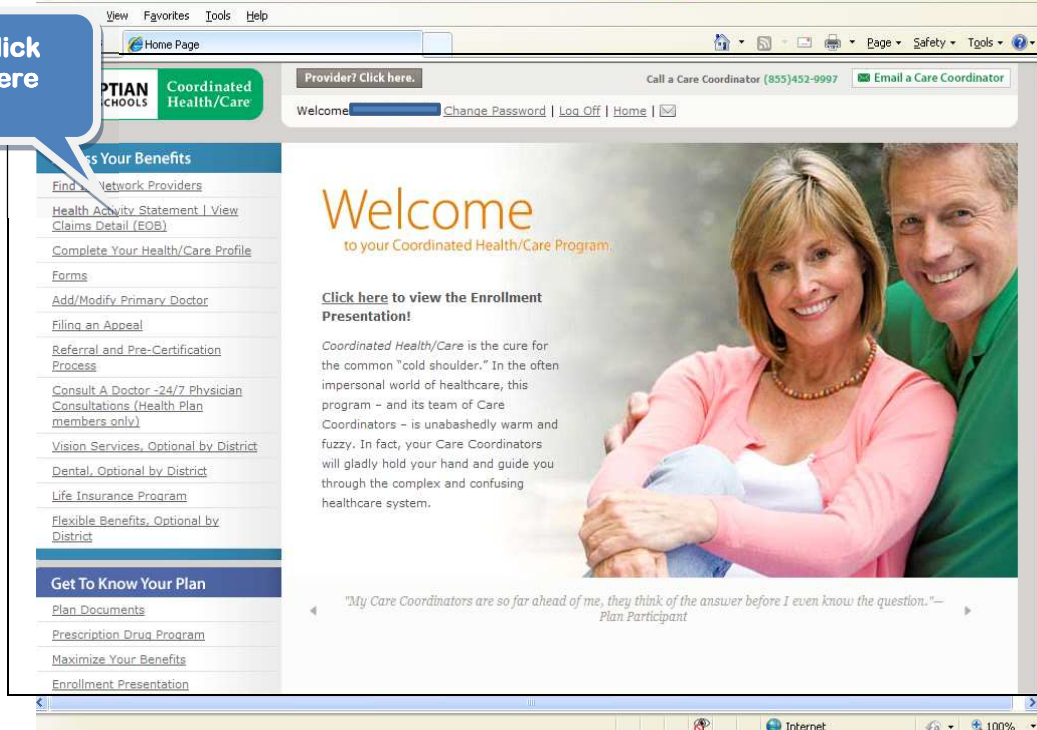 View Favorites Tools Help
lick
ere
Home Page
Page Safety Tools
PTIAN
CHOOLS
Coordinated
Health/Care
Provider? Click here.
Call a Care Coordinator (855)452-9997
Email a Care Coordinator
Welcome Change Password | Log Off | Home |
ss Your Benefits
Find Network Providers
Health Activity Statement | View
Claims Detail (EOB)
Complete Your Health/Care Profile
Forms
Add/Modify Primary Doctor
Filing an Appeal
Referral and Pre-Certification
Process
Consult A Doctor -24/7 Physician
Consultations (Health Plan
members only)
Vision Services, Optional by District
Dental, Optional by District
Life Insurance Program
Flexible Benefits, Optional by
District
Get To Know Your Plan
Plan Documents
Prescription Drug Program
Maximize Your Benefits
Enrollment Presentation
Welcome
to your Coordinated Health/Care Program.
Click here to view the Enrollment
Presentation!
Coordinated Health/Care is the cure for
the common "cold shoulder." In the often
impersonal world of healthcare, this
program – and its team of Care
Coordinators – is unabashedly warm and
fuzzy. In fact, your Care Coordinators
will gladly hold your hand and guide you
through the complex and confusing
healthcare system.
"My Care Coordinators are so far ahead of me, they think of the answer before I even know the question."—
Plan Participant
Internet
100%